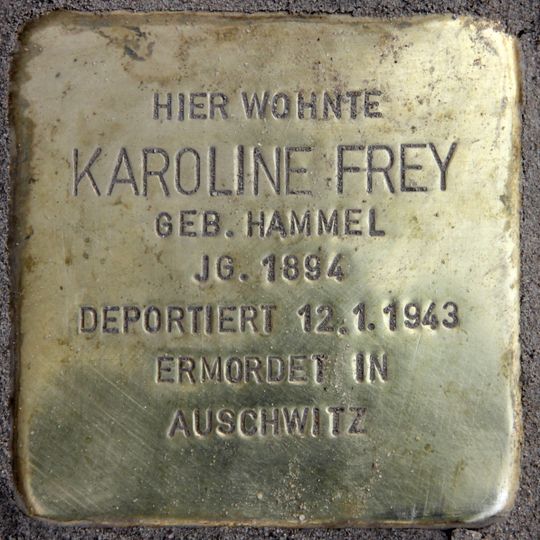 HIER WOHNTE
KAROLINE FREY
GEB. HAMMEL
JG. 1894
DEPORTIERT 12.1.1943
ERMORDET IN
AUSCHWITZ